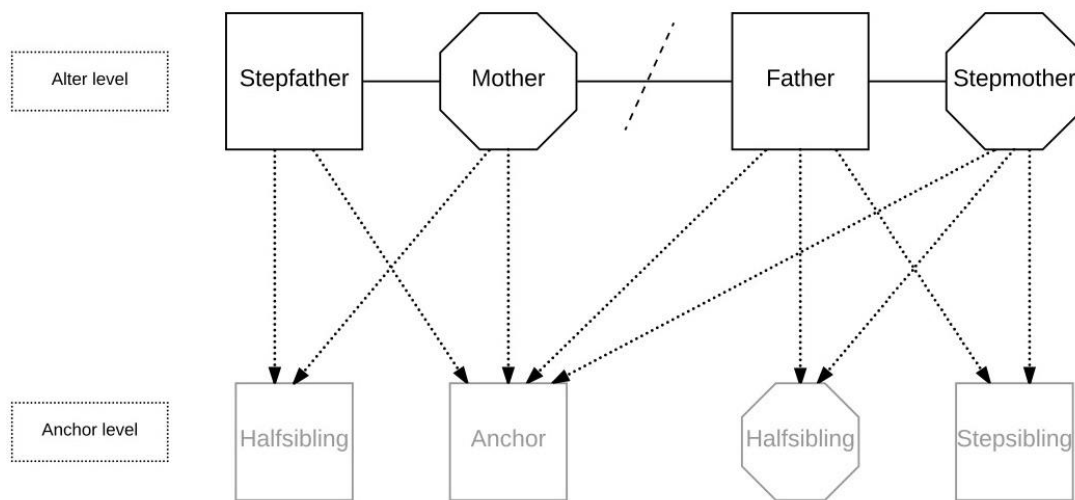 Alter level
Stepfather
Mother
Father
Stepmother
Anchor level
Halfsibling
Anchor
Halfsibling
Stepsibling